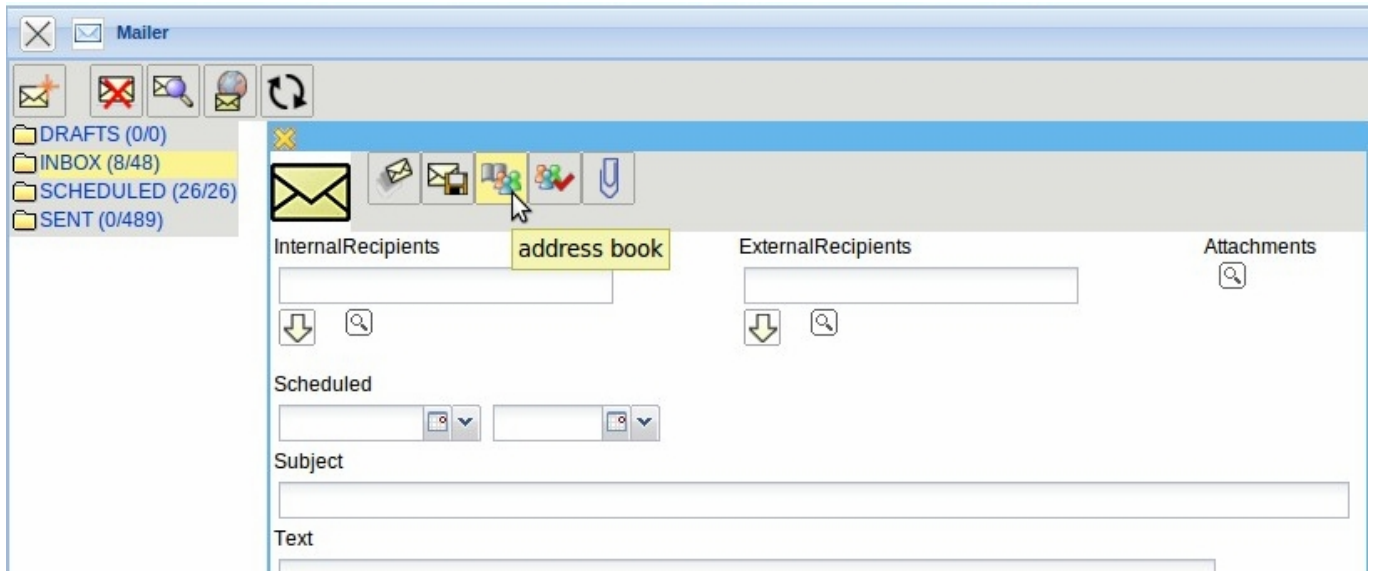 Mailer
DRAFTS (0/0)
INBOX (8/48)
SCHEDULED (26/26)
SENT (0/489)
address book
InternalRecipients
ExternalRecipients
Attachments
Scheduled
Subject
Text